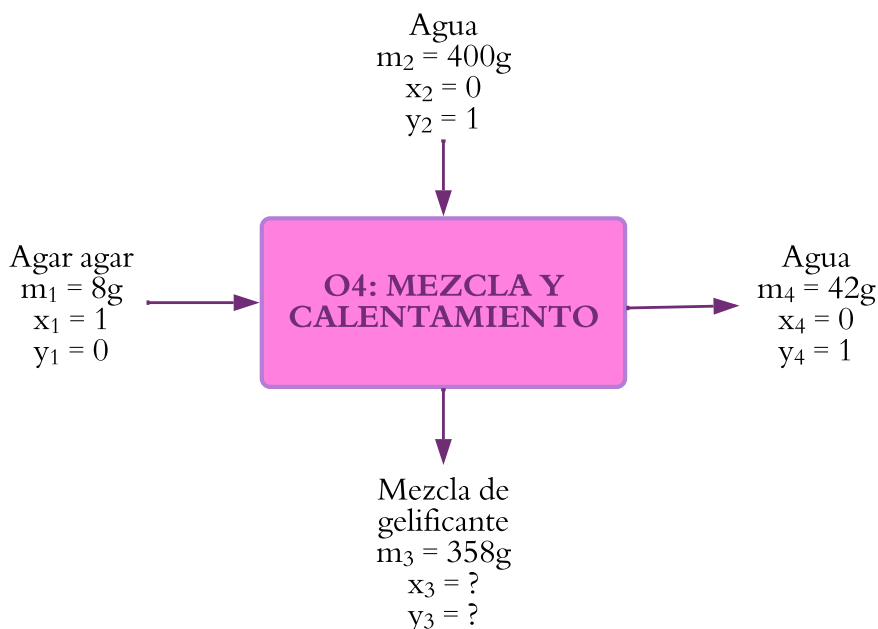 Agua
m₂ = 400g
x₂ = 0
y₂ = 1
Agar agar
m₁ = 8g
x₁ = 1
y₁ = 0
O4: MEZCLA Y
CALENTAMIENTO
Agua
m₄ = 42g
x₄ = 0
y₄ = 1
Mezcla de
gelificante
m₃ = 358g
x₃ = ?
y₃ = ?